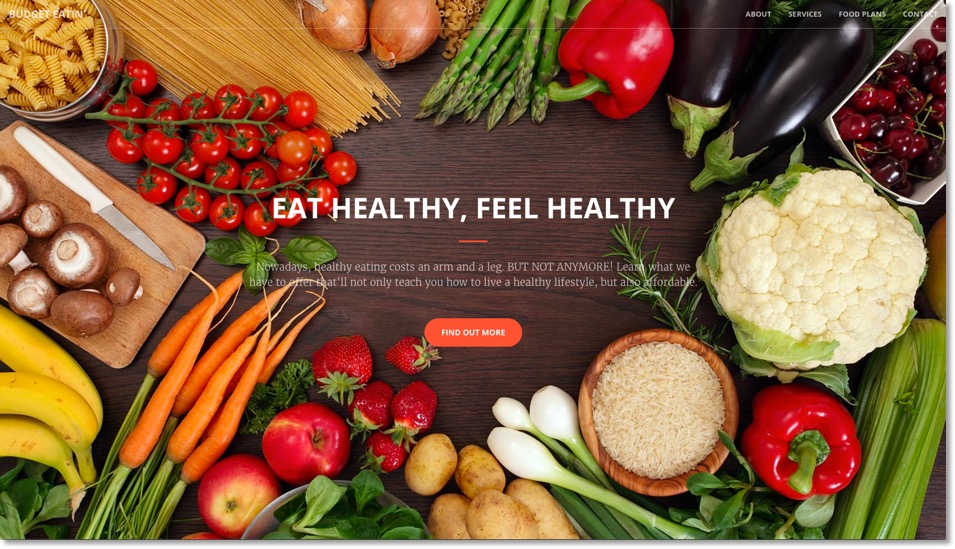 BUDGET EATIN'
ABOUT SERVICES FOOD PLANS CONTACT
EAT HEALTHY, FEEL HEALTHY
Nowadays, healthy eating costs an arm and a leg. BUT NOT ANYMORE! Learn what we
have to offer that'll not only teach you how to live a healthy lifestyle, but also affordable.
FIND OUT MORE